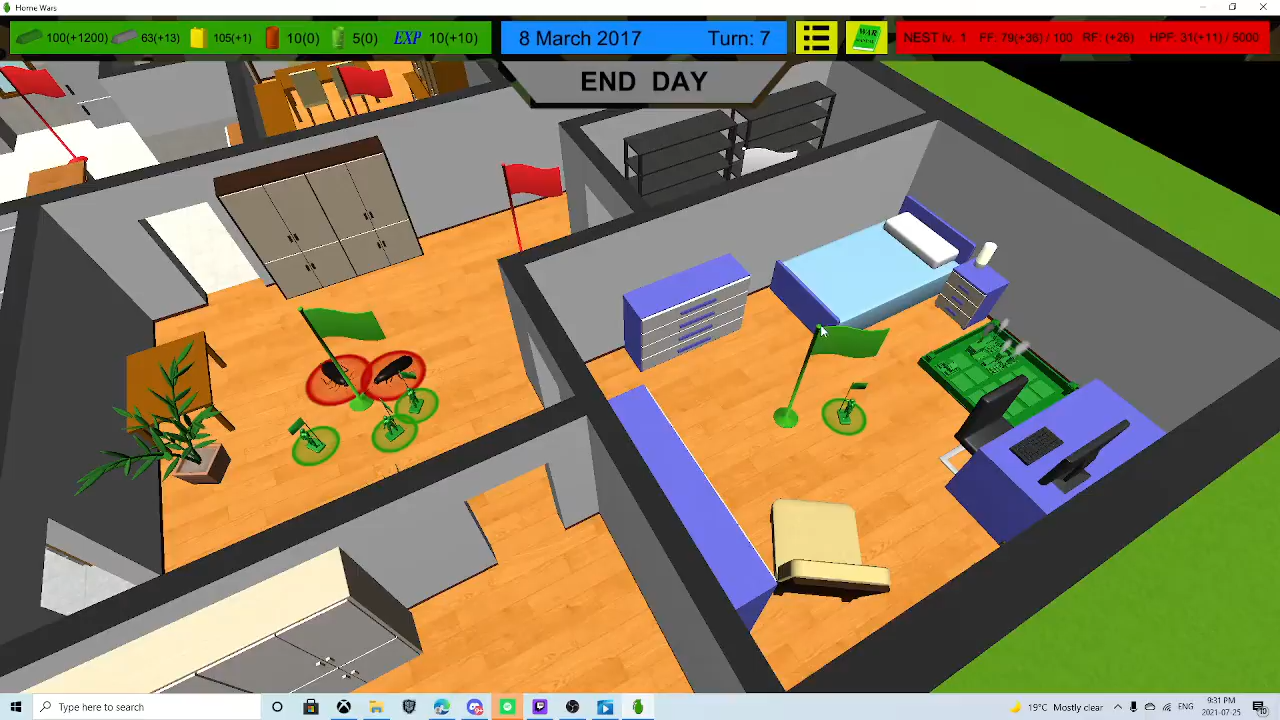 Home Wars
100(+1200) 63(+13) 105(+1) 10(0) 5(0) EXP 10(+10)
8 March 2017 Turn: 7
WAR
NEST lv. 1 FF: 79(+36) / 100 RF: (+26) HPF: 31(+11) / 5000
END DAY
Type here to search
19°C Mostly clear
ENG
9:31 PM
2021-07-25